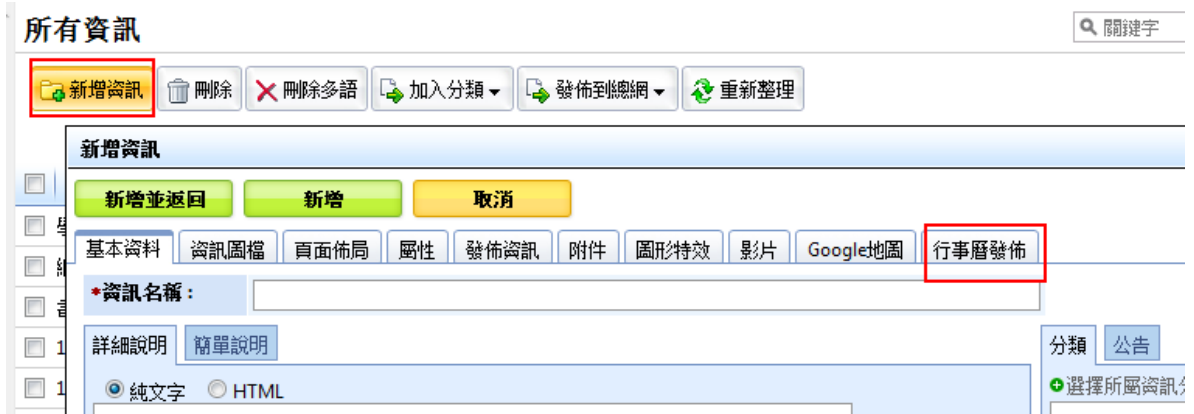 所有資訊
關鍵字
新增資訊 刪除 刪除多語 加入分類 發佈到總網 重新整理
新增資訊
新增並返回 新增 取消
基本資料 資訊圖檔 頁面佈局 屬性 發佈資訊 附件 圖形特效 影片 Google地圖 行事曆發佈
*資訊名稱：
詳細說明 簡單說明 分類 公告
1 純文字 HTML 選擇所屬資訊
1